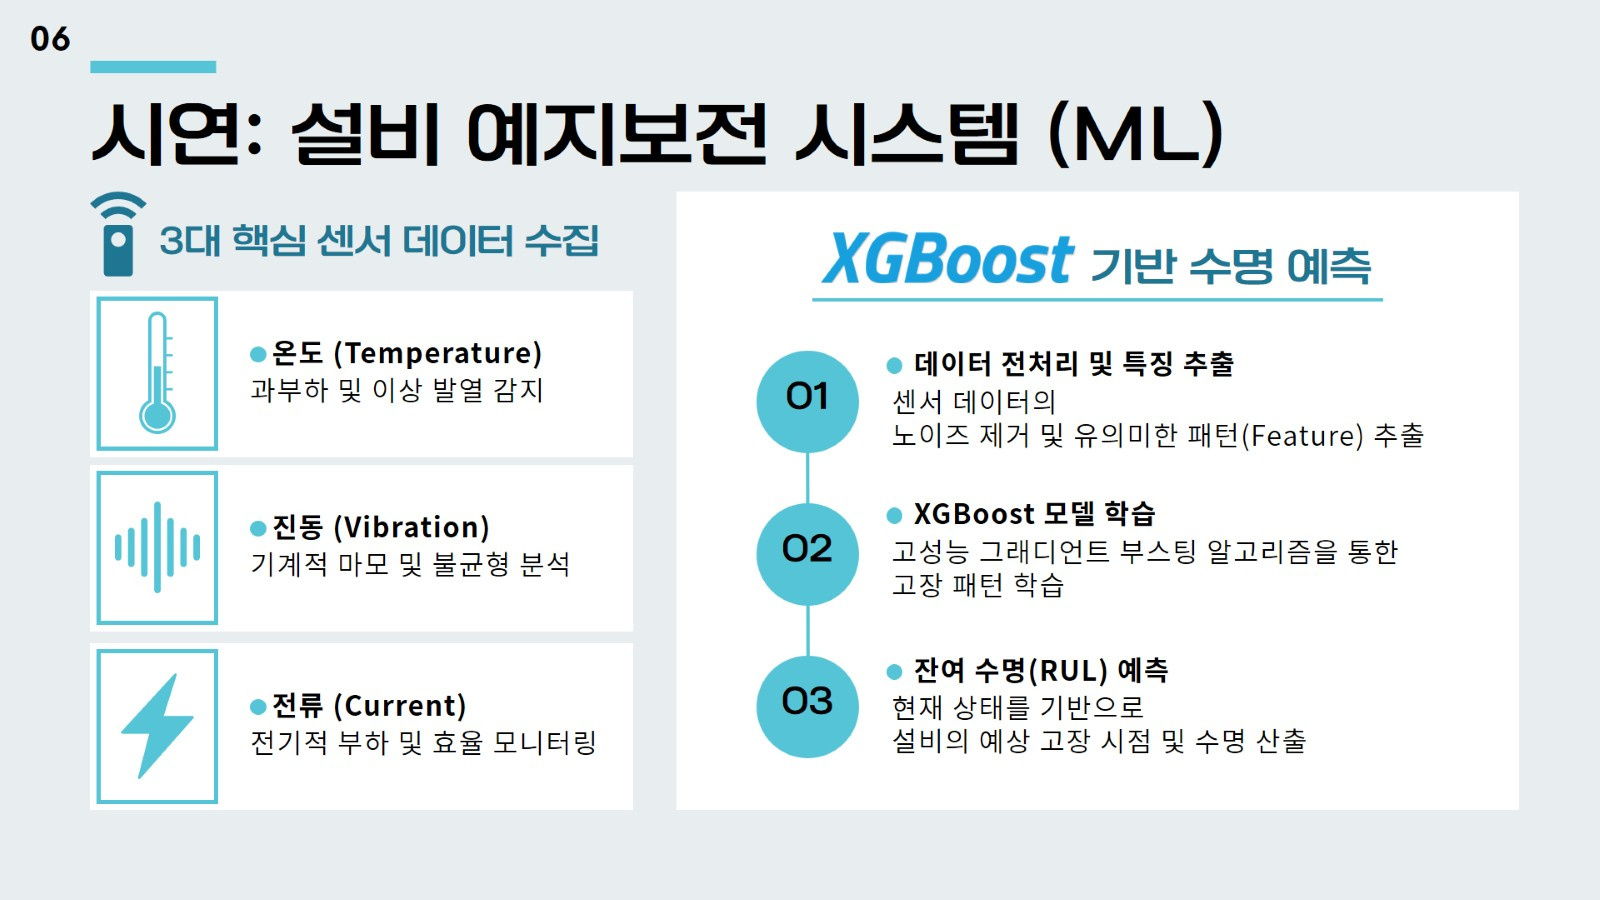 06
시연: 설비 예지보전 시스템 (ML)
3대 핵심 센서 데이터 수집
온도 (Temperature)
과부하 및 이상 발열 감지
진동 (Vibration)
기계적 마모 및 불균형 분석
전류 (Current)
전기적 부하 및 효율 모니터링
XGBoost 기반 수명 예측
01
데이터 전처리 및 특징 추출
센서 데이터의
노이즈 제거 및 유의미한 패턴(Feature) 추출
02
XGBoost 모델 학습
고성능 그래디언트 부스팅 알고리즘을 통한
고장 패턴 학습
03
잔여 수명(RUL) 예측
현재 상태를 기반으로
설비의 예상 고장 시점 및 수명 산출